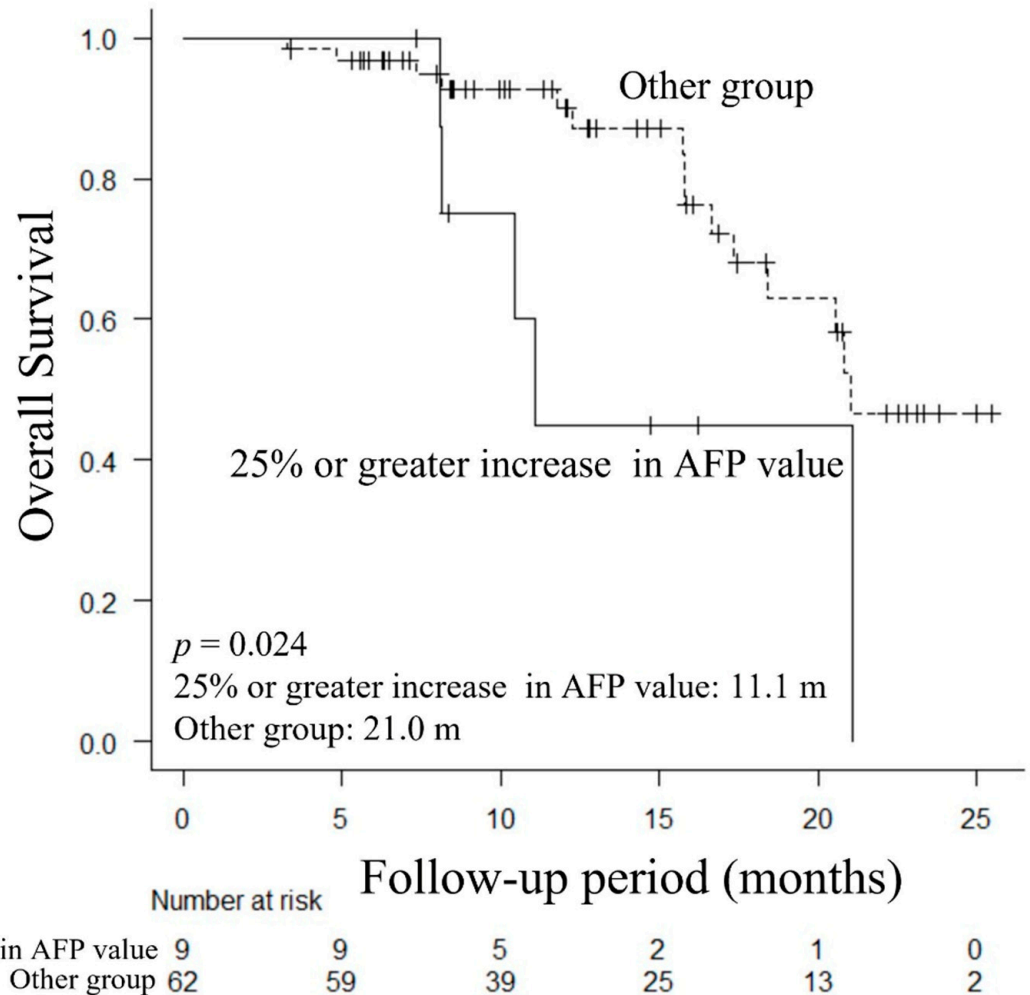 1.0
0.8
0.6
0.4
0.2
0.0
Overall Survival
Other group
25% or greater increase in AFP value
p = 0.024
25% or greater increase in AFP value: 11.1 m
Other group: 21.0 m
0 5 10 15 20 25
Follow-up period (months)
Number at risk
in AFP value 9 9 5 2 1 0
Other group 62 59 39 25 13 2